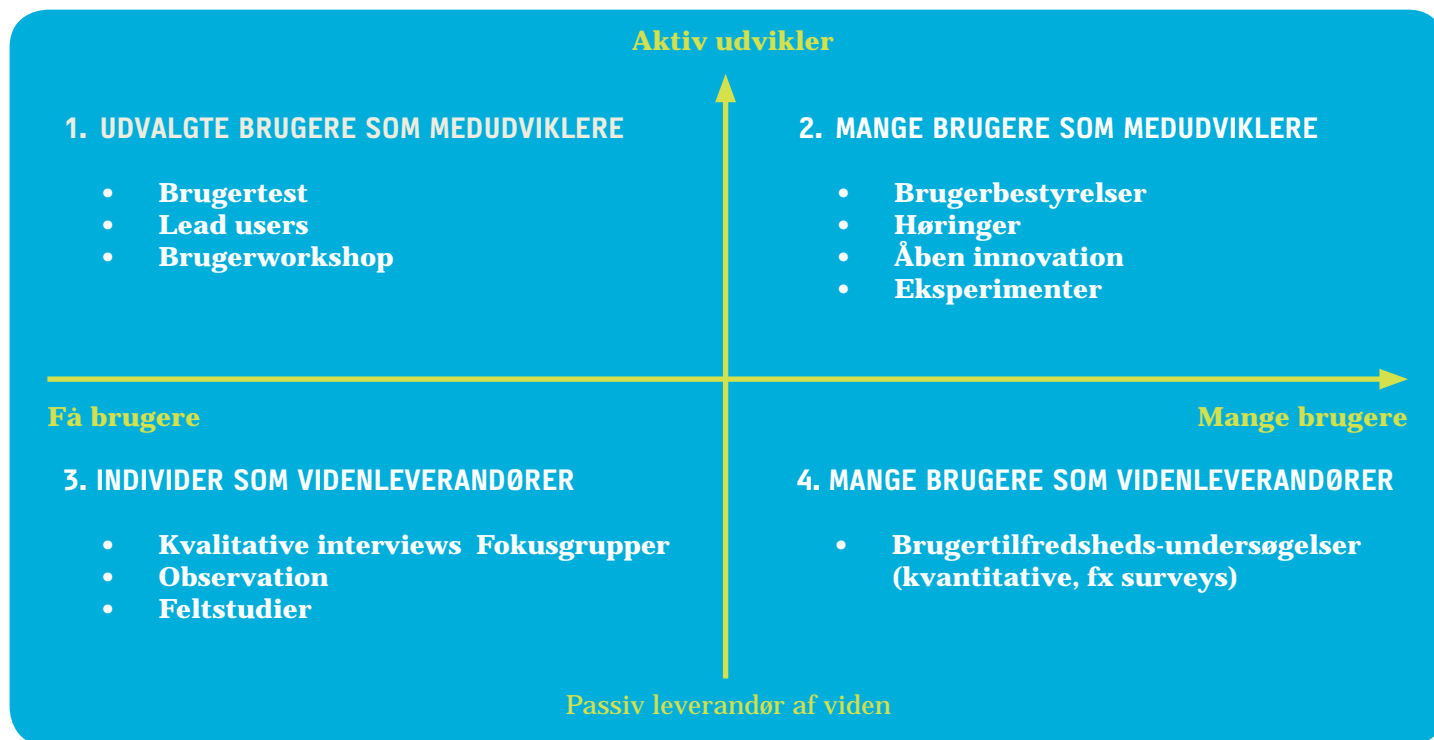 Aktiv udvikler
1. UDVALGTE BRUGERE SOM MEDUDVIKLERE
• Brugertest
• Lead users
• Brugerworkshop
2. MANGE BRUGERE SOM MEDUDVIKLERE
• Brugerbestyrelser
• Høringer
• Åben innovation
• Eksperimenter
Få brugere
Mange brugere
3. INDIVIDER SOM VIDENLEVERANDØRER
• Kvalitative interviews  Fokusgrupper
• Observation
• Feltstudier
4. MANGE BRUGERE SOM VIDENLEVERANDØRER
• Brugertilfredsheds-undersøgelser
(kvantitative, fx surveys)
Passiv leverandør af viden